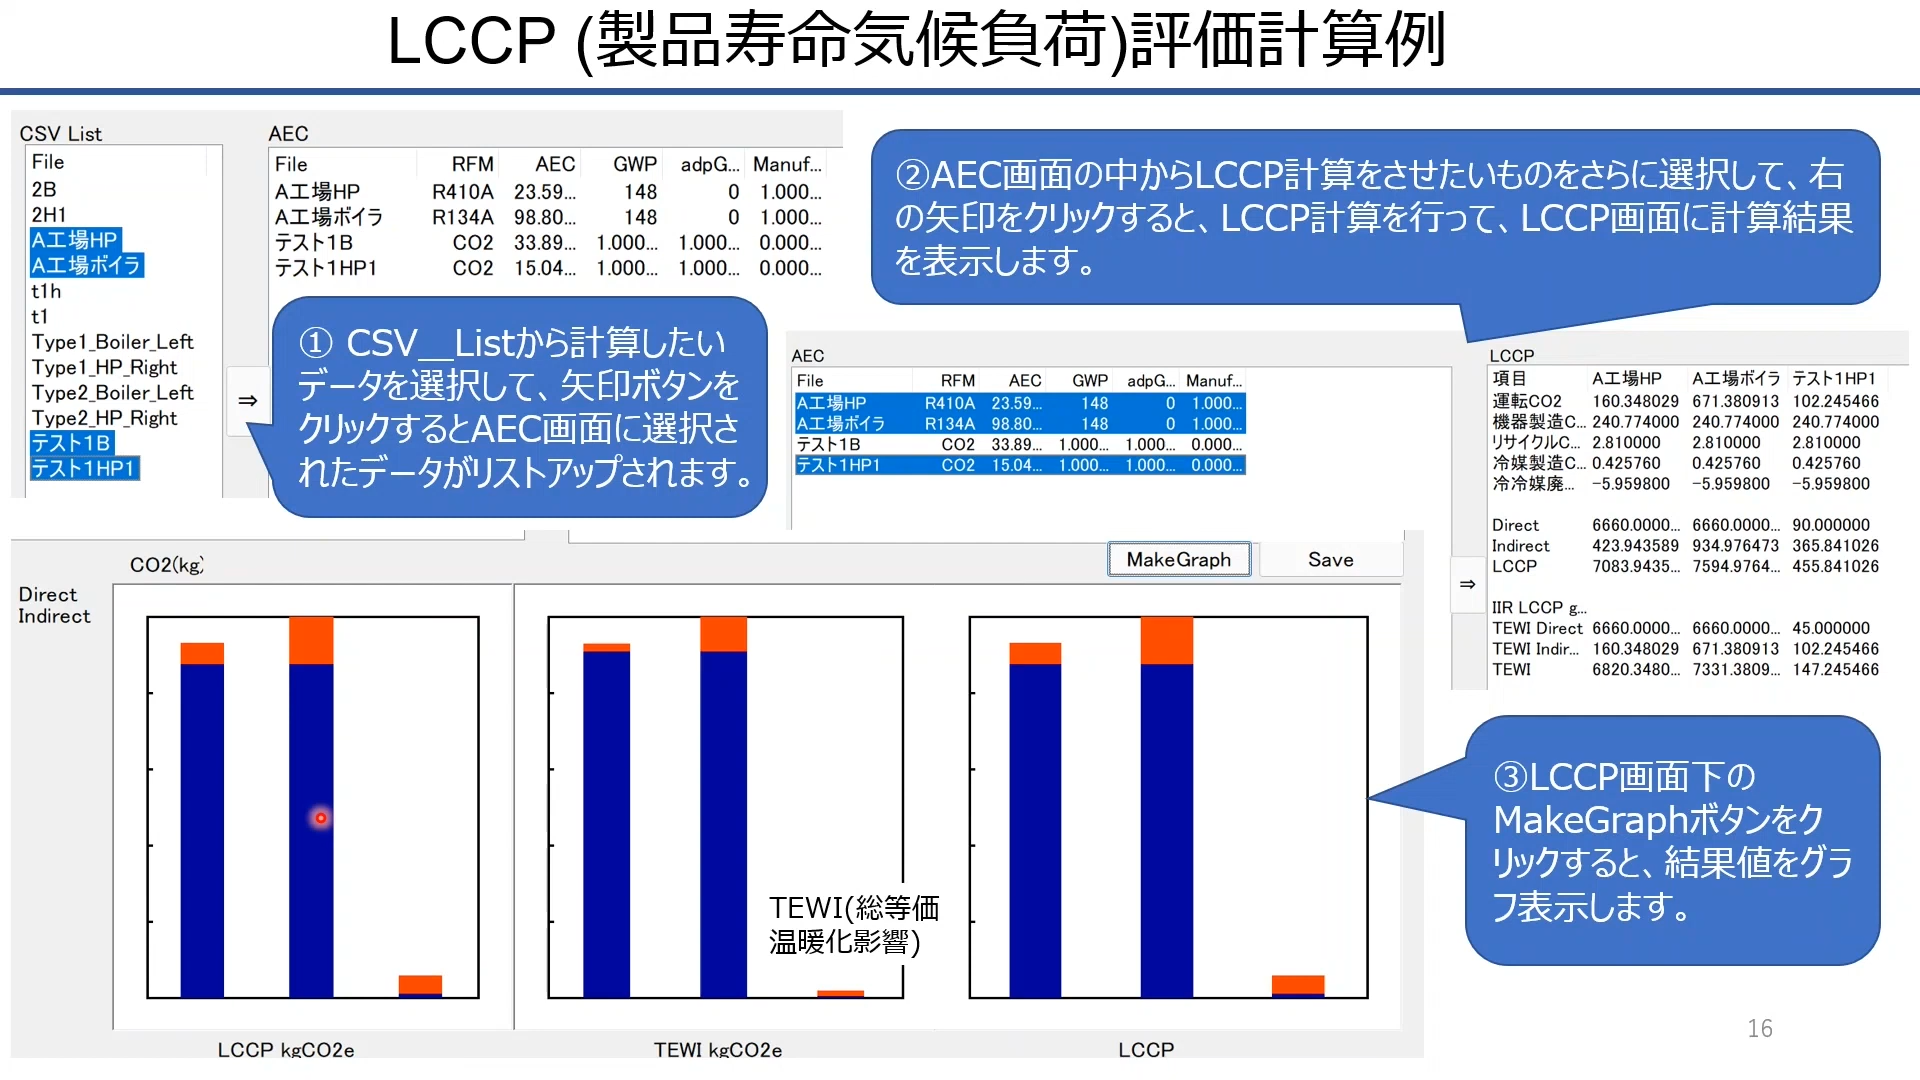 LCCP (製品寿命気候負荷)評価計算例
CSV List
File
2B
2H1
A工場HP
A工場ボイラ
t1h
t1
Type1_Boiler_Left
Type1_HP_Right
Type2_Boiler_Left
Type2_HP_Right
テスト1B
テスト1HP1
⇒
AEC
File RFM AEC GWP adpG... Manuf...
A工場HP R410A 23.59... 148 0 1.000...
A工場ボイラ R134A 98.80... 148 0 1.000...
テスト1B CO2 33.89... 1.000... 1.000... 0.000...
テスト1HP1 CO2 15.04... 1.000... 1.000... 0.000...
① CSV__Listから計算したい
データを選択して、矢印ボタンを
クリックするとAEC画面に選択さ
れたデータがリストアップされます。
②AEC画面の中からLCCP計算をさせたいものをさらに選択して、右
の矢印をクリックすると、LCCP計算を行って、LCCP画面に計算結果
を表示します。
AEC
File RFM AEC GWP adpG... Manuf...
A工場HP R410A 23.59... 148 0 1.000...
A工場ボイラ R134A 98.80... 148 0 1.000...
テスト1B CO2 33.89... 1.000... 1.000... 0.000...
テスト1HP1 CO2 15.04... 1.000... 1.000... 0.000...
⇒
LCCP
項目 A工場HP A工場ボイラ テスト1HP1
運転CO2 160.348029 671.380913 102.245466
機器製造C... 240.774000 240.774000 240.774000
リサイクルC... 2.810000 2.810000 2.810000
冷媒製造C... 0.425760 0.425760 0.425760
冷冷媒廃... -5.959800 -5.959800 -5.959800
Direct 6660.0000... 6660.0000... 90.000000
Indirect 423.943589 934.976473 365.841026
LCCP 7083.9435... 7594.9764... 455.841026
IIR LCCP g...
TEWI Direct 6660.0000... 6660.0000... 45.000000
TEWI Indir... 160.348029 671.380913 102.245466
TEWI 6820.3480... 7331.3809... 147.245466
MakeGraph Save
CO2(kg)
Direct
Indirect
TEWI(総等価
温暖化影響)
LCCP kgCO2e
TEWI kgCO2e
LCCP
③LCCP画面下の
MakeGraphボタンをク
リックすると、結果値をグラ
フ表示します。
16